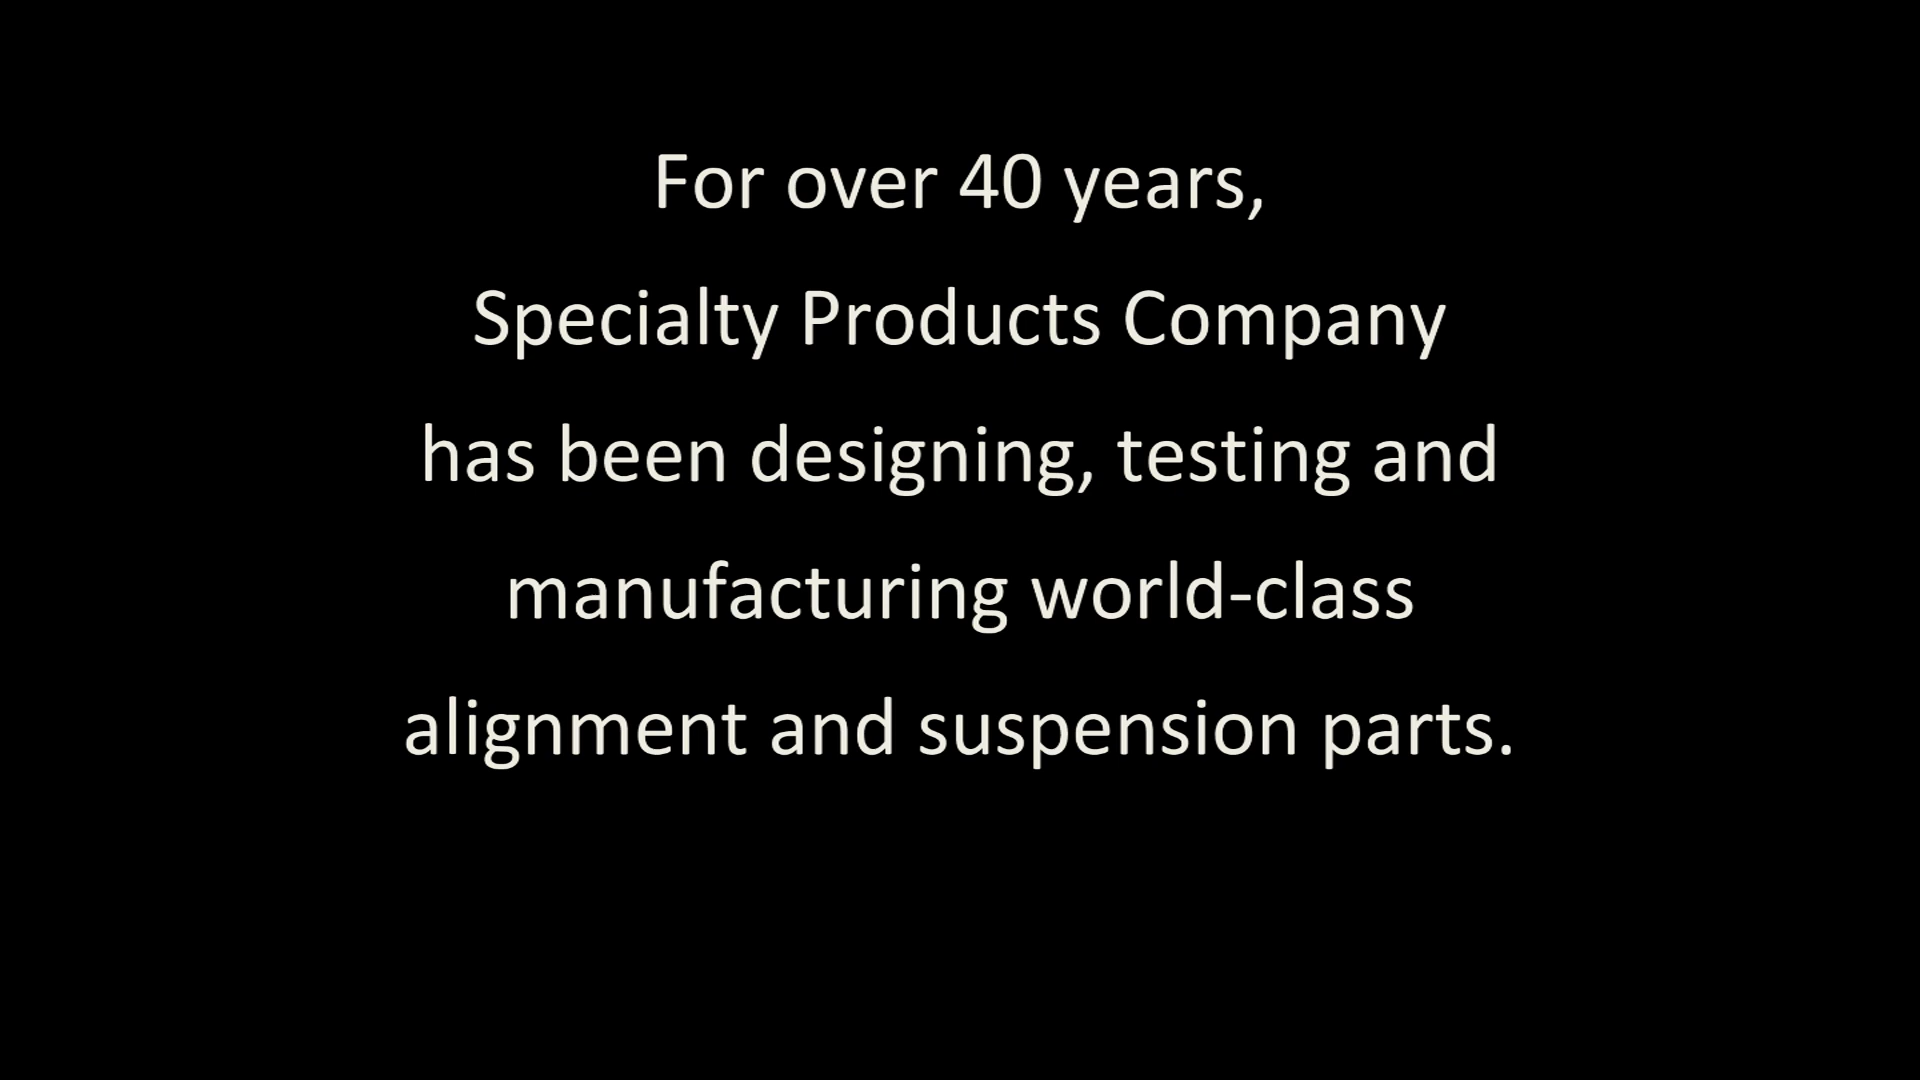 For over 40 years,
Specialty Products Company
has been designing, testing and
manufacturing world-class
alignment and suspension parts.